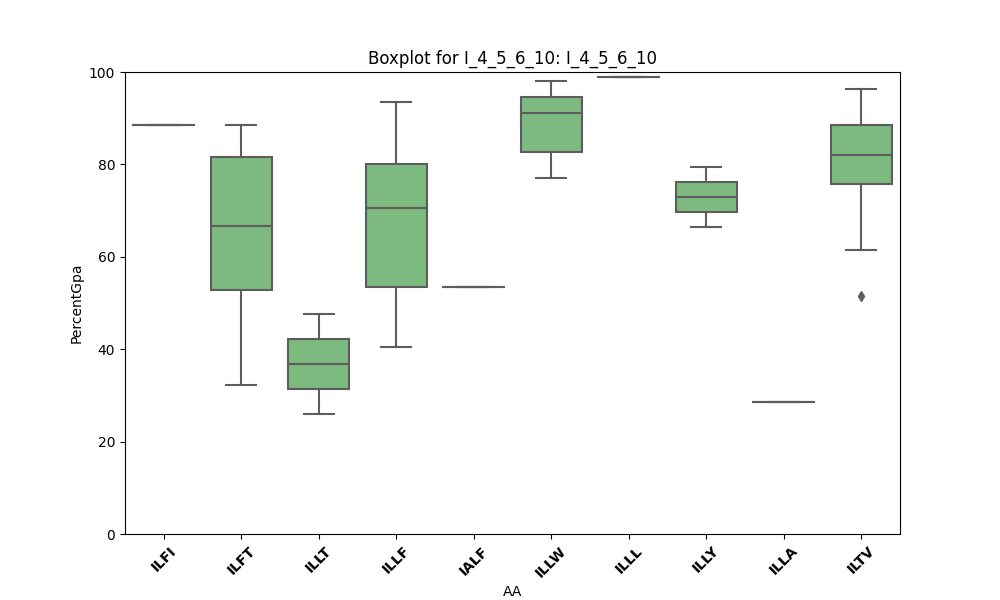 Boxplot for I_4_5_6_10: I_4_5_6_10
100
80
60
40
20
0
PercentGpa
ILFI
ILFT
ILLT
ILLF
IALF
ILLW
ILLL
ILLY
ILLA
ILTV
AA